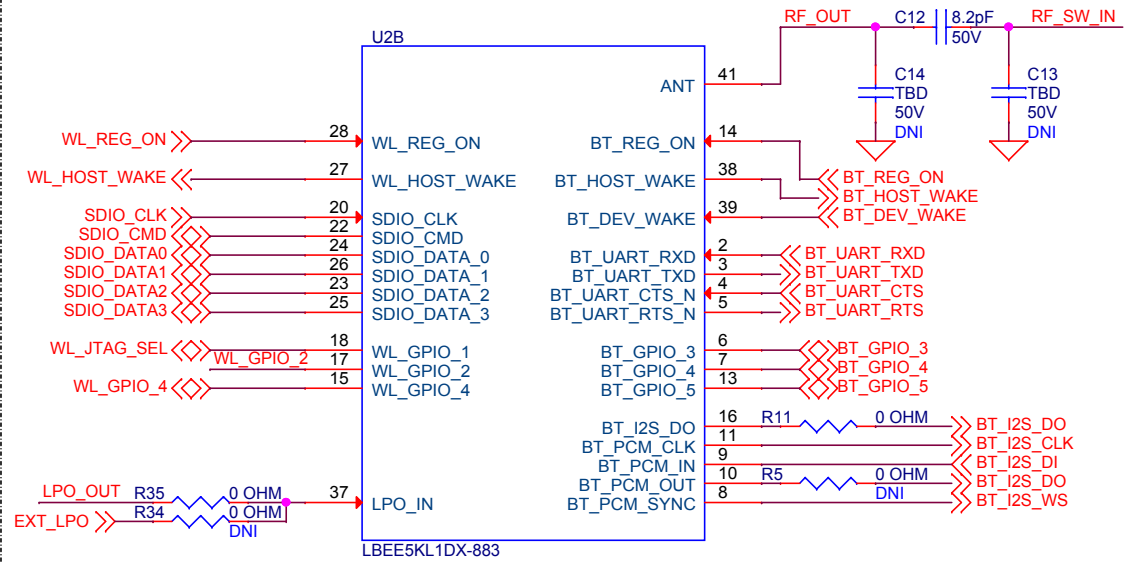 RF_OUT C12 8.2pF RF_SW_IN
50V
U2B
41
ANT
C14 C13
TBD TBD
50V 50V
DNI DNI
WL_REG_ON 28 WL_REG_ON BT_REG_ON 14
WL_HOST_WAKE 27 WL_HOST_WAKE BT_HOST_WAKE 38 BT_REG_ON
BT_HOST_WAKE
SDIO_CLK 20 SDIO_CLK BT_DEV_WAKE 39 BT_DEV_WAKE
SDIO_CMD 22 SDIO_CMD
SDIO_DATA0 24 SDIO_DATA_0 BT_UART_RXD 2 BT_UART_RXD
SDIO_DATA1 26 SDIO_DATA_1 BT_UART_TXD 3 BT_UART_TXD
SDIO_DATA2 23 SDIO_DATA_2 BT_UART_CTS_N 4 BT_UART_CTS
SDIO_DATA3 25 SDIO_DATA_3 BT_UART_RTS_N 5 BT_UART_RTS
WL_JTAG_SEL 18 WL_GPIO_1 BT_GPIO_3 6 BT_GPIO_3
WL_GPIO_2 17 WL_GPIO_2 BT_GPIO_4 7 BT_GPIO_4
WL_GPIO_4 15 WL_GPIO_4 BT_GPIO_5 13 BT_GPIO_5
BT_I2S_DO 16 R11 0 OHM BT_I2S_DO
BT_PCM_CLK 11 BT_I2S_CLK
BT_PCM_IN 9 BT_I2S_DI
BT_PCM_OUT 10 R5 0 OHM BT_I2S_DO
DNI
BT_PCM_SYNC 8 BT_I2S_WS
LPO_OUT R35 0 OHM 37 LPO_IN
EXT_LPO R34 0 OHM
DNI
LBEE5KL1DX-883